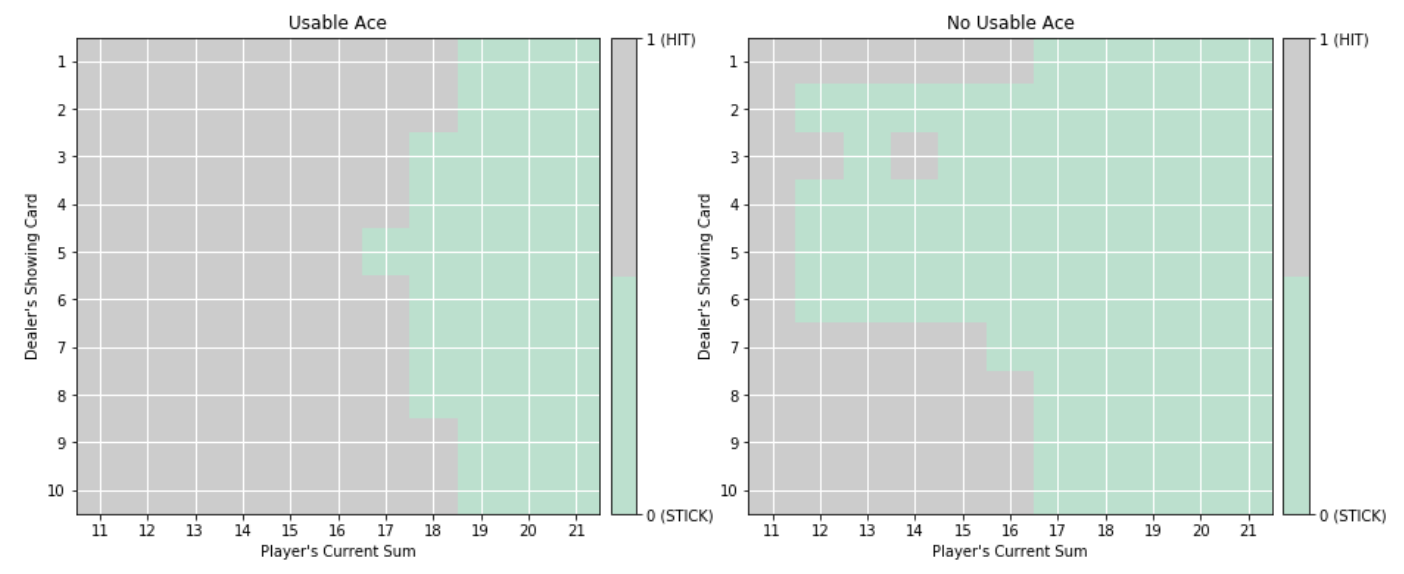 Usable Ace
Dealer's Showing Card
1
2
3
4
5
6
7
8
9
10
11 12 13 14 15 16 17 18 19 20 21
Player's Current Sum
1 (HIT)
0 (STICK)
No Usable Ace
Dealer's Showing Card
1
2
3
4
5
6
7
8
9
10
11 12 13 14 15 16 17 18 19 20 21
Player's Current Sum
1 (HIT)
0 (STICK)